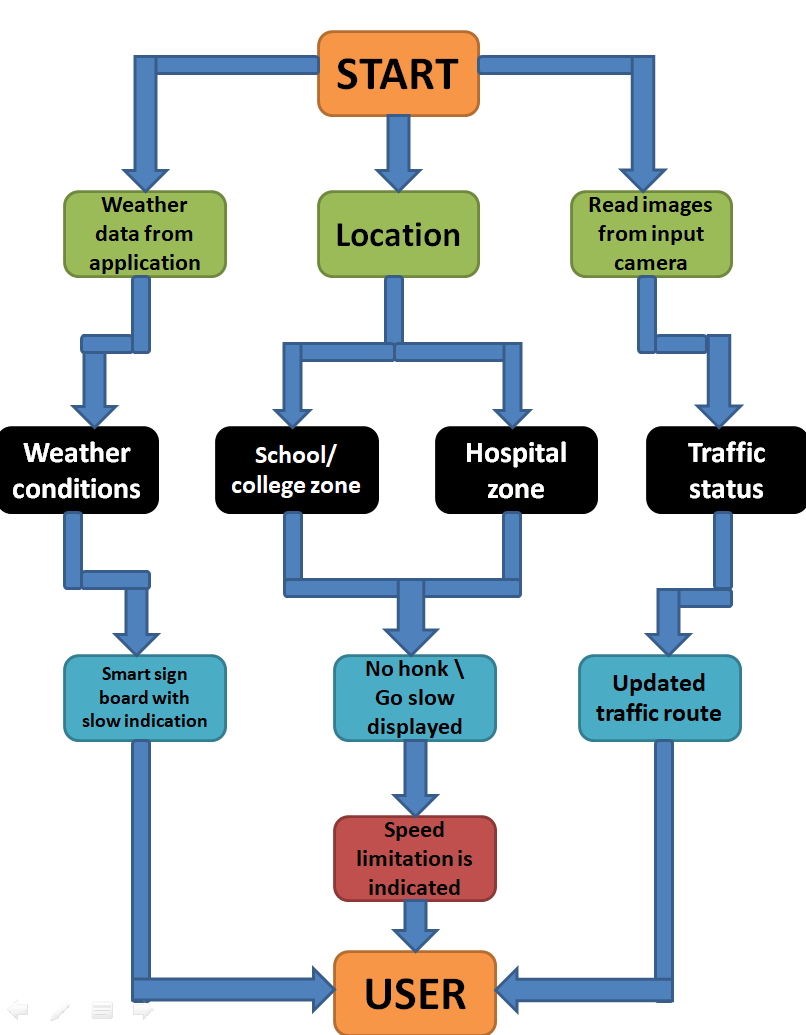 START
Weather
data from
application
Location
Read images
from input
camera
Weather
conditions
School/
college zone
Hospital
zone
Traffic
status
Smart sign
board with
slow indication
No honk \
Go slow
displayed
Updated
traffic route
Speed
limitation is
indicated
USER